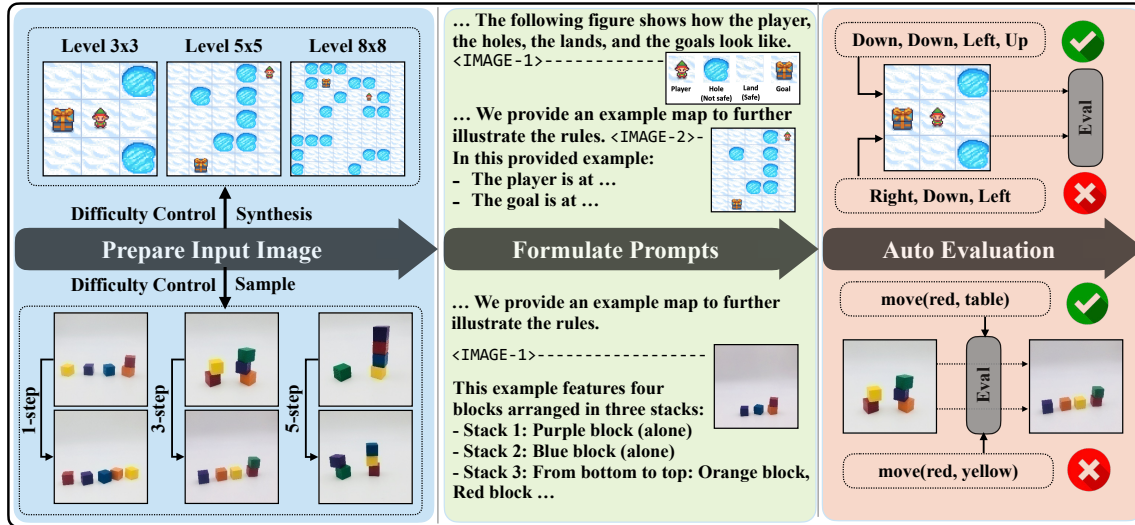 Level 3x3
Level 5x5
Level 8x8
Difficulty Control
Synthesis
Prepare Input Image
Difficulty Control
Sample
1-step
3-step
5-step
... The following figure shows how the player,
the holes, the lands, and the goals look like.
<IMAGE-1>------------
Player
Hole
(Not safe)
Land
(Safe)
Goal
... We provide an example map to further
illustrate the rules. <IMAGE-2>-
In this provided example:
- The player is at ...
- The goal is at ...
Formulate Prompts
... We provide an example map to further
illustrate the rules.
<IMAGE-1>------------------
This example features four
blocks arranged in three stacks:
- Stack 1: Purple block (alone)
- Stack 2: Blue block (alone)
- Stack 3: From bottom to top: Orange block,
Red block ...
Down, Down, Left, Up
Eval
Right, Down, Left
Auto Evaluation
move(red, table)
Eval
move(red, yellow)